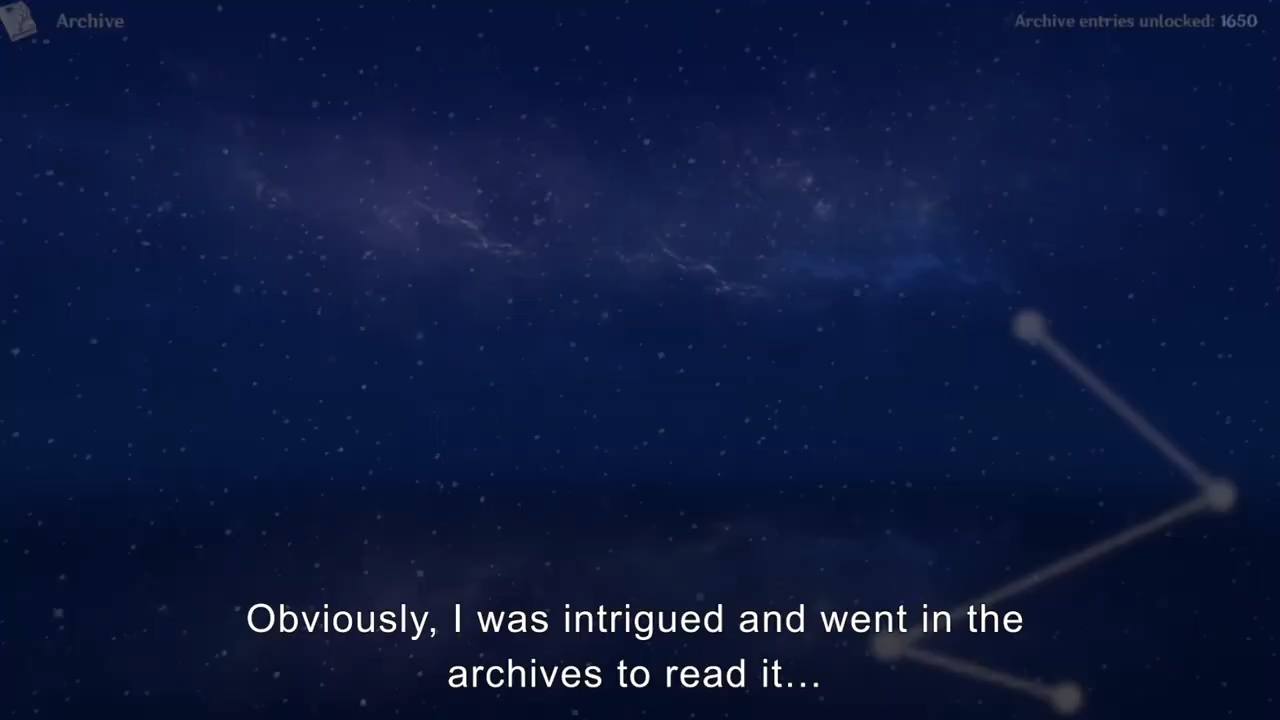 Archive
Archive entries unlocked: 1650
Obviously, I was intrigued and went in the
archives to read it...